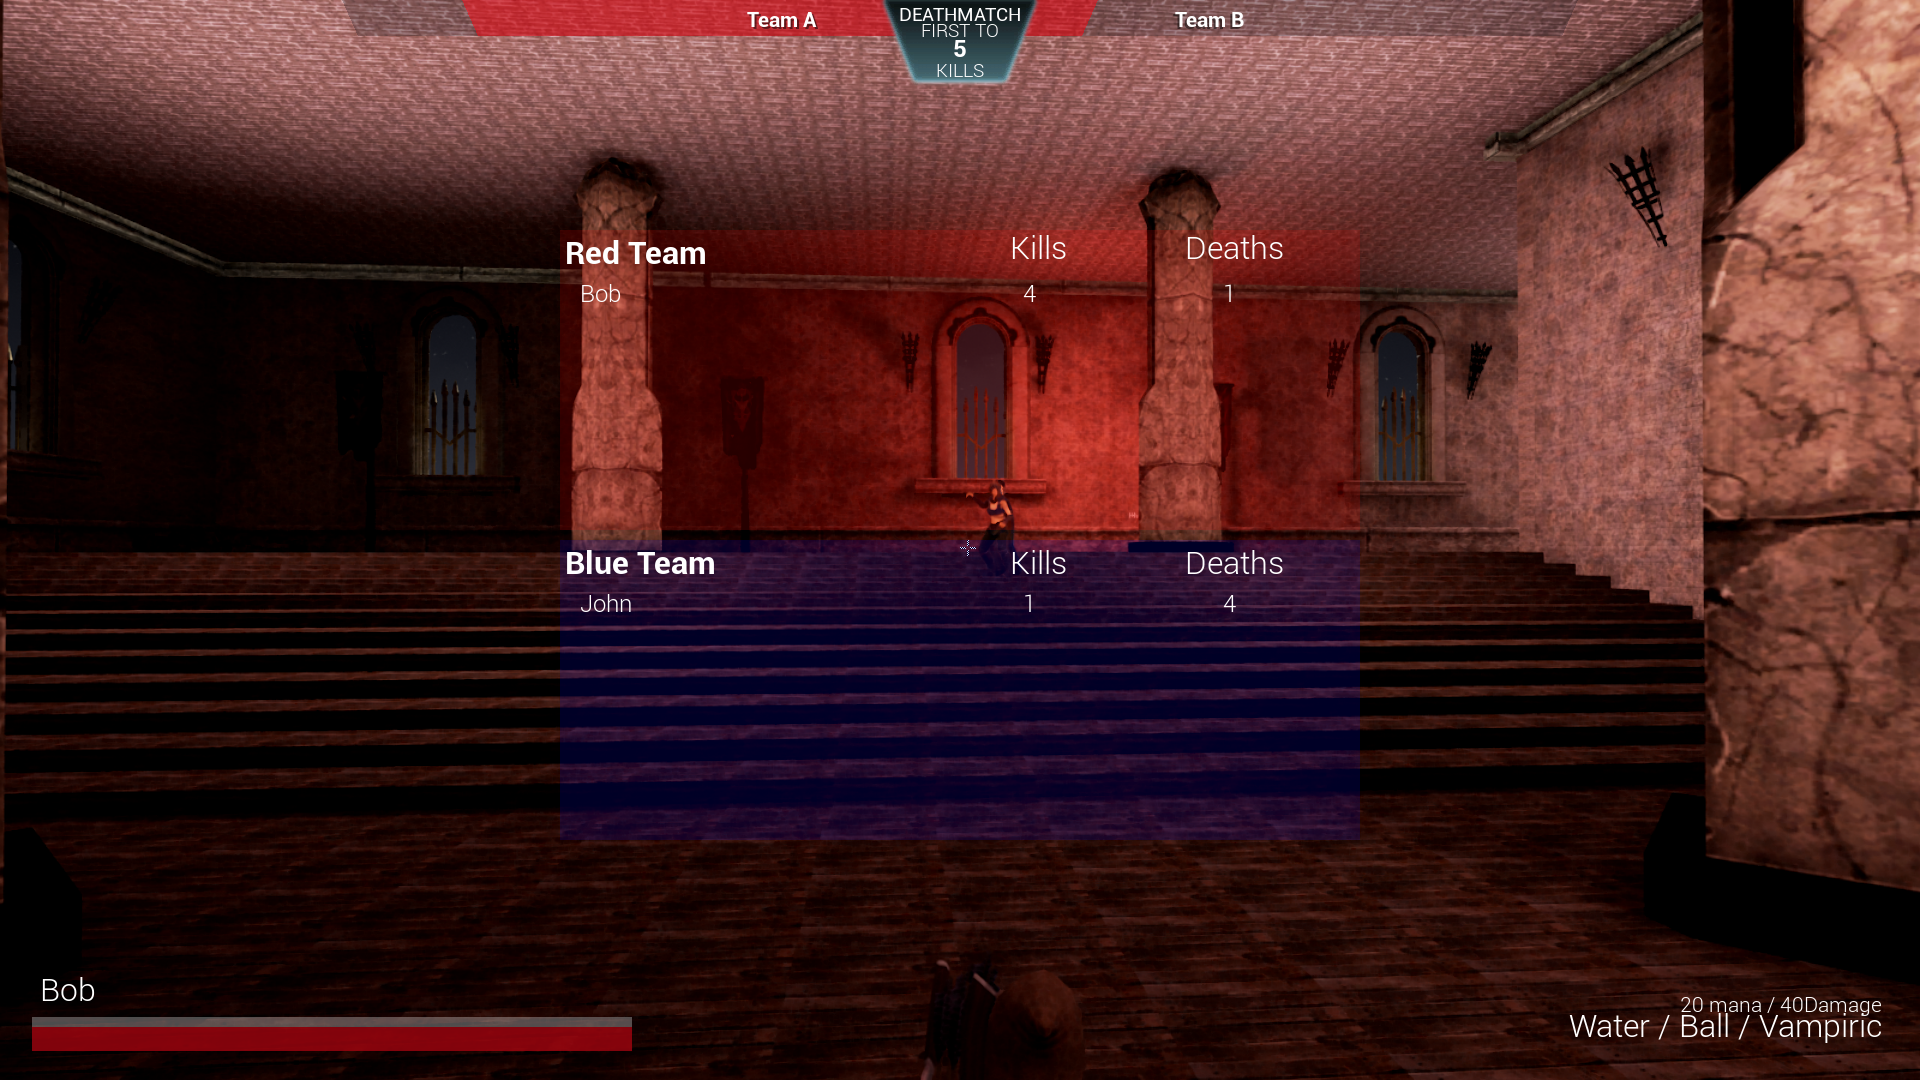 Team A
DEATHMATCH
FIRST TO
5
KILLS
Team B
Red Team Kills Deaths
Bob 4 1
Blue Team Kills Deaths
John 1 4
Bob
20 mana / 40Damage
Water / Ball / Vampiric